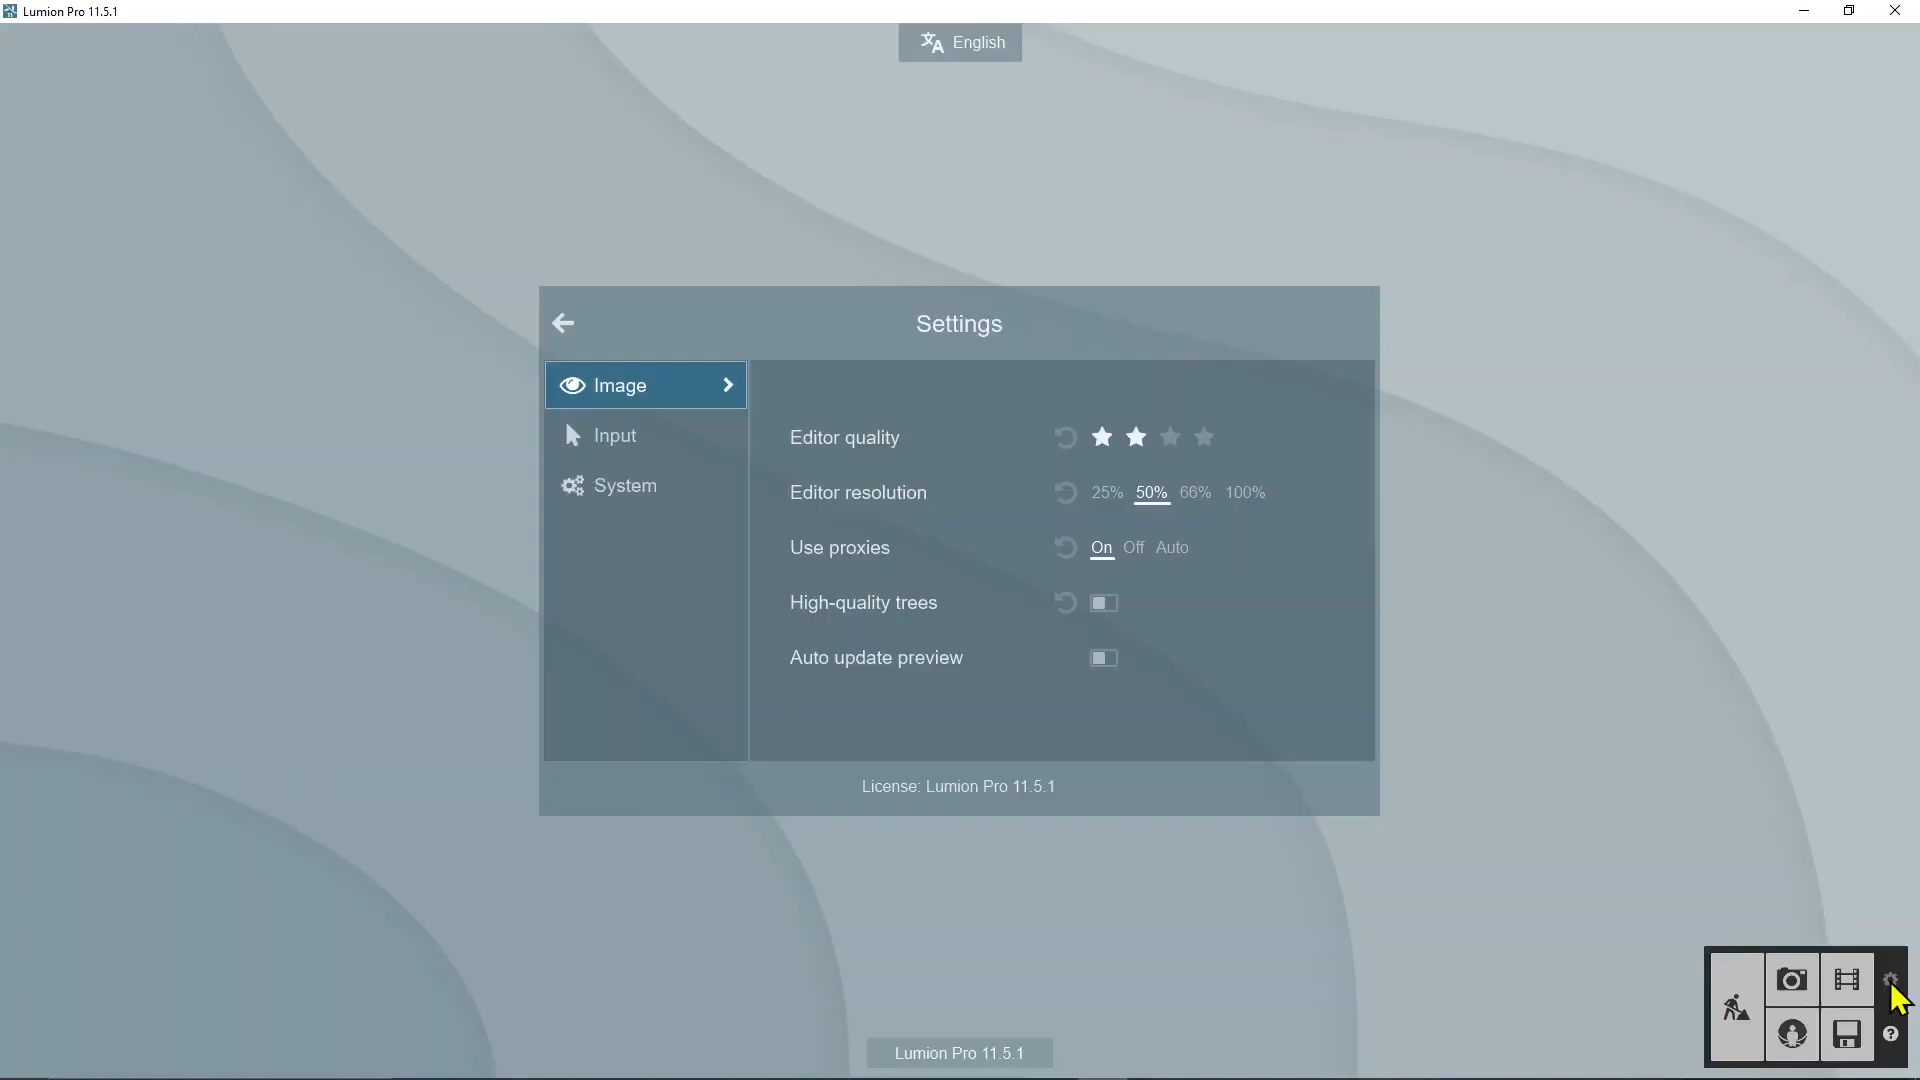 Lumion Pro 11.5.1
English
Settings
Image
Input
System
Editor quality
Editor resolution 25% 50% 66% 100%
Use proxies On Off Auto
High-quality trees
Auto update preview
License: Lumion Pro 11.5.1
Lumion Pro 11.5.1